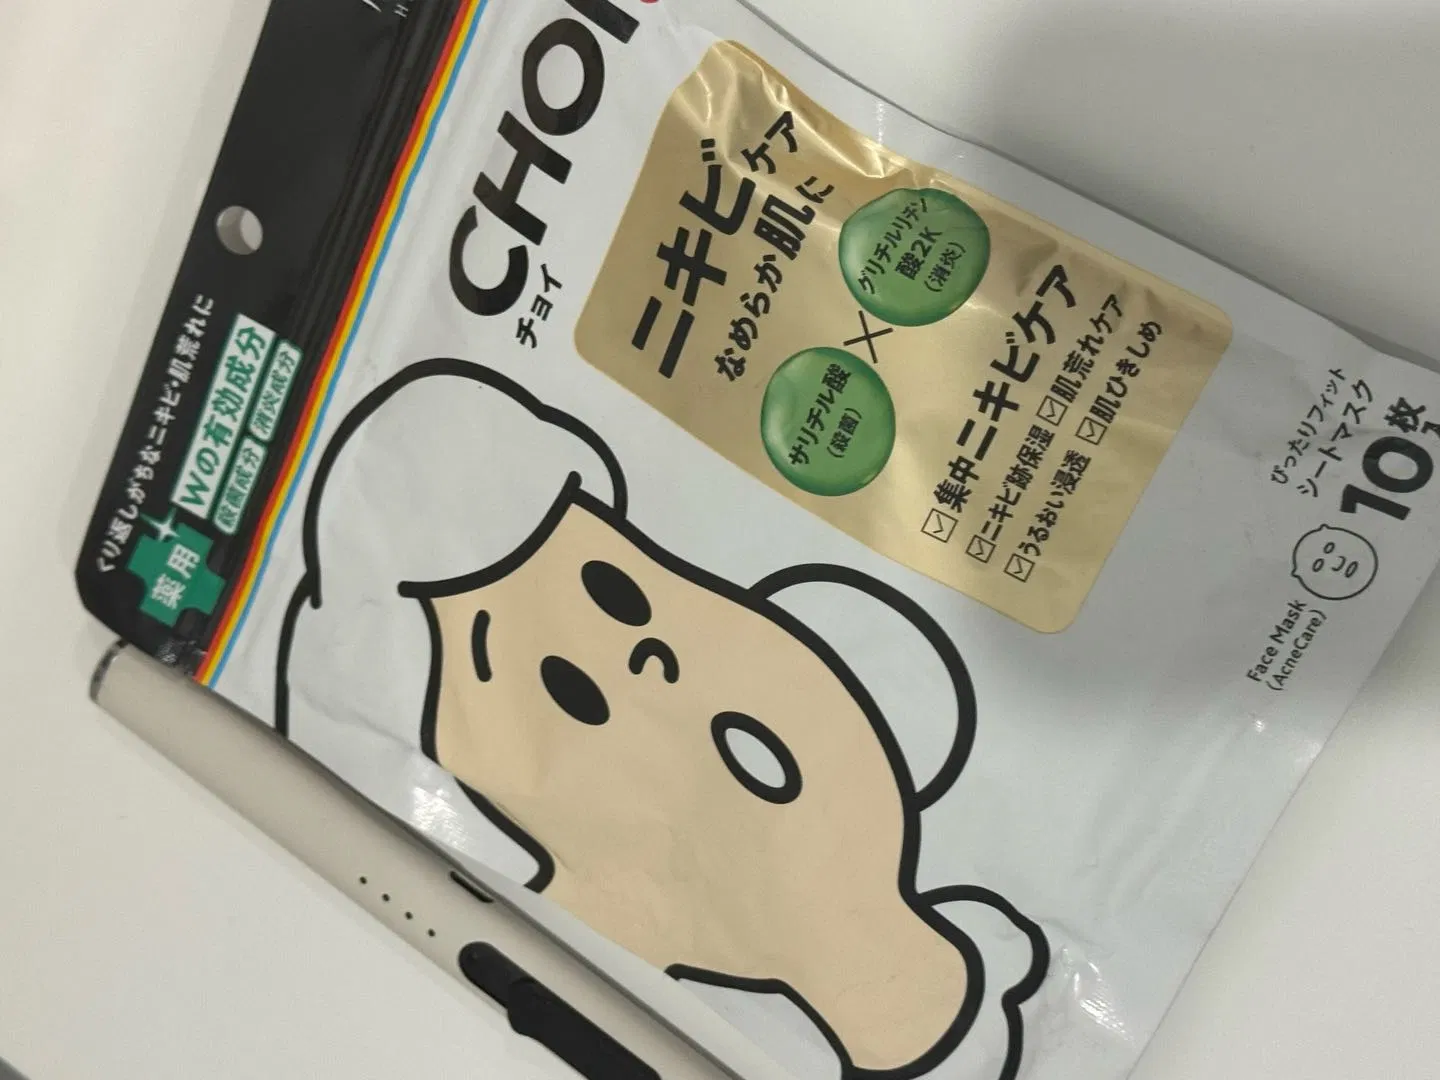 くり返しがちなニキビ・肌荒れに
薬用
Wの有効成分
殺菌成分 消炎成分
CHOI
チョイ
ニキビケア
なめらか肌に
サリチル酸
(殺菌)
×
グリチルリチン
酸2K
(消炎)
☑集中ニキビケア
☑ニキビ跡保湿 ☑肌荒れケア
☑うるおい浸透 ☑肌ひきしめ
Face Mask
(AcneCare)
ぴったりフィット
シートマスク
10枚入